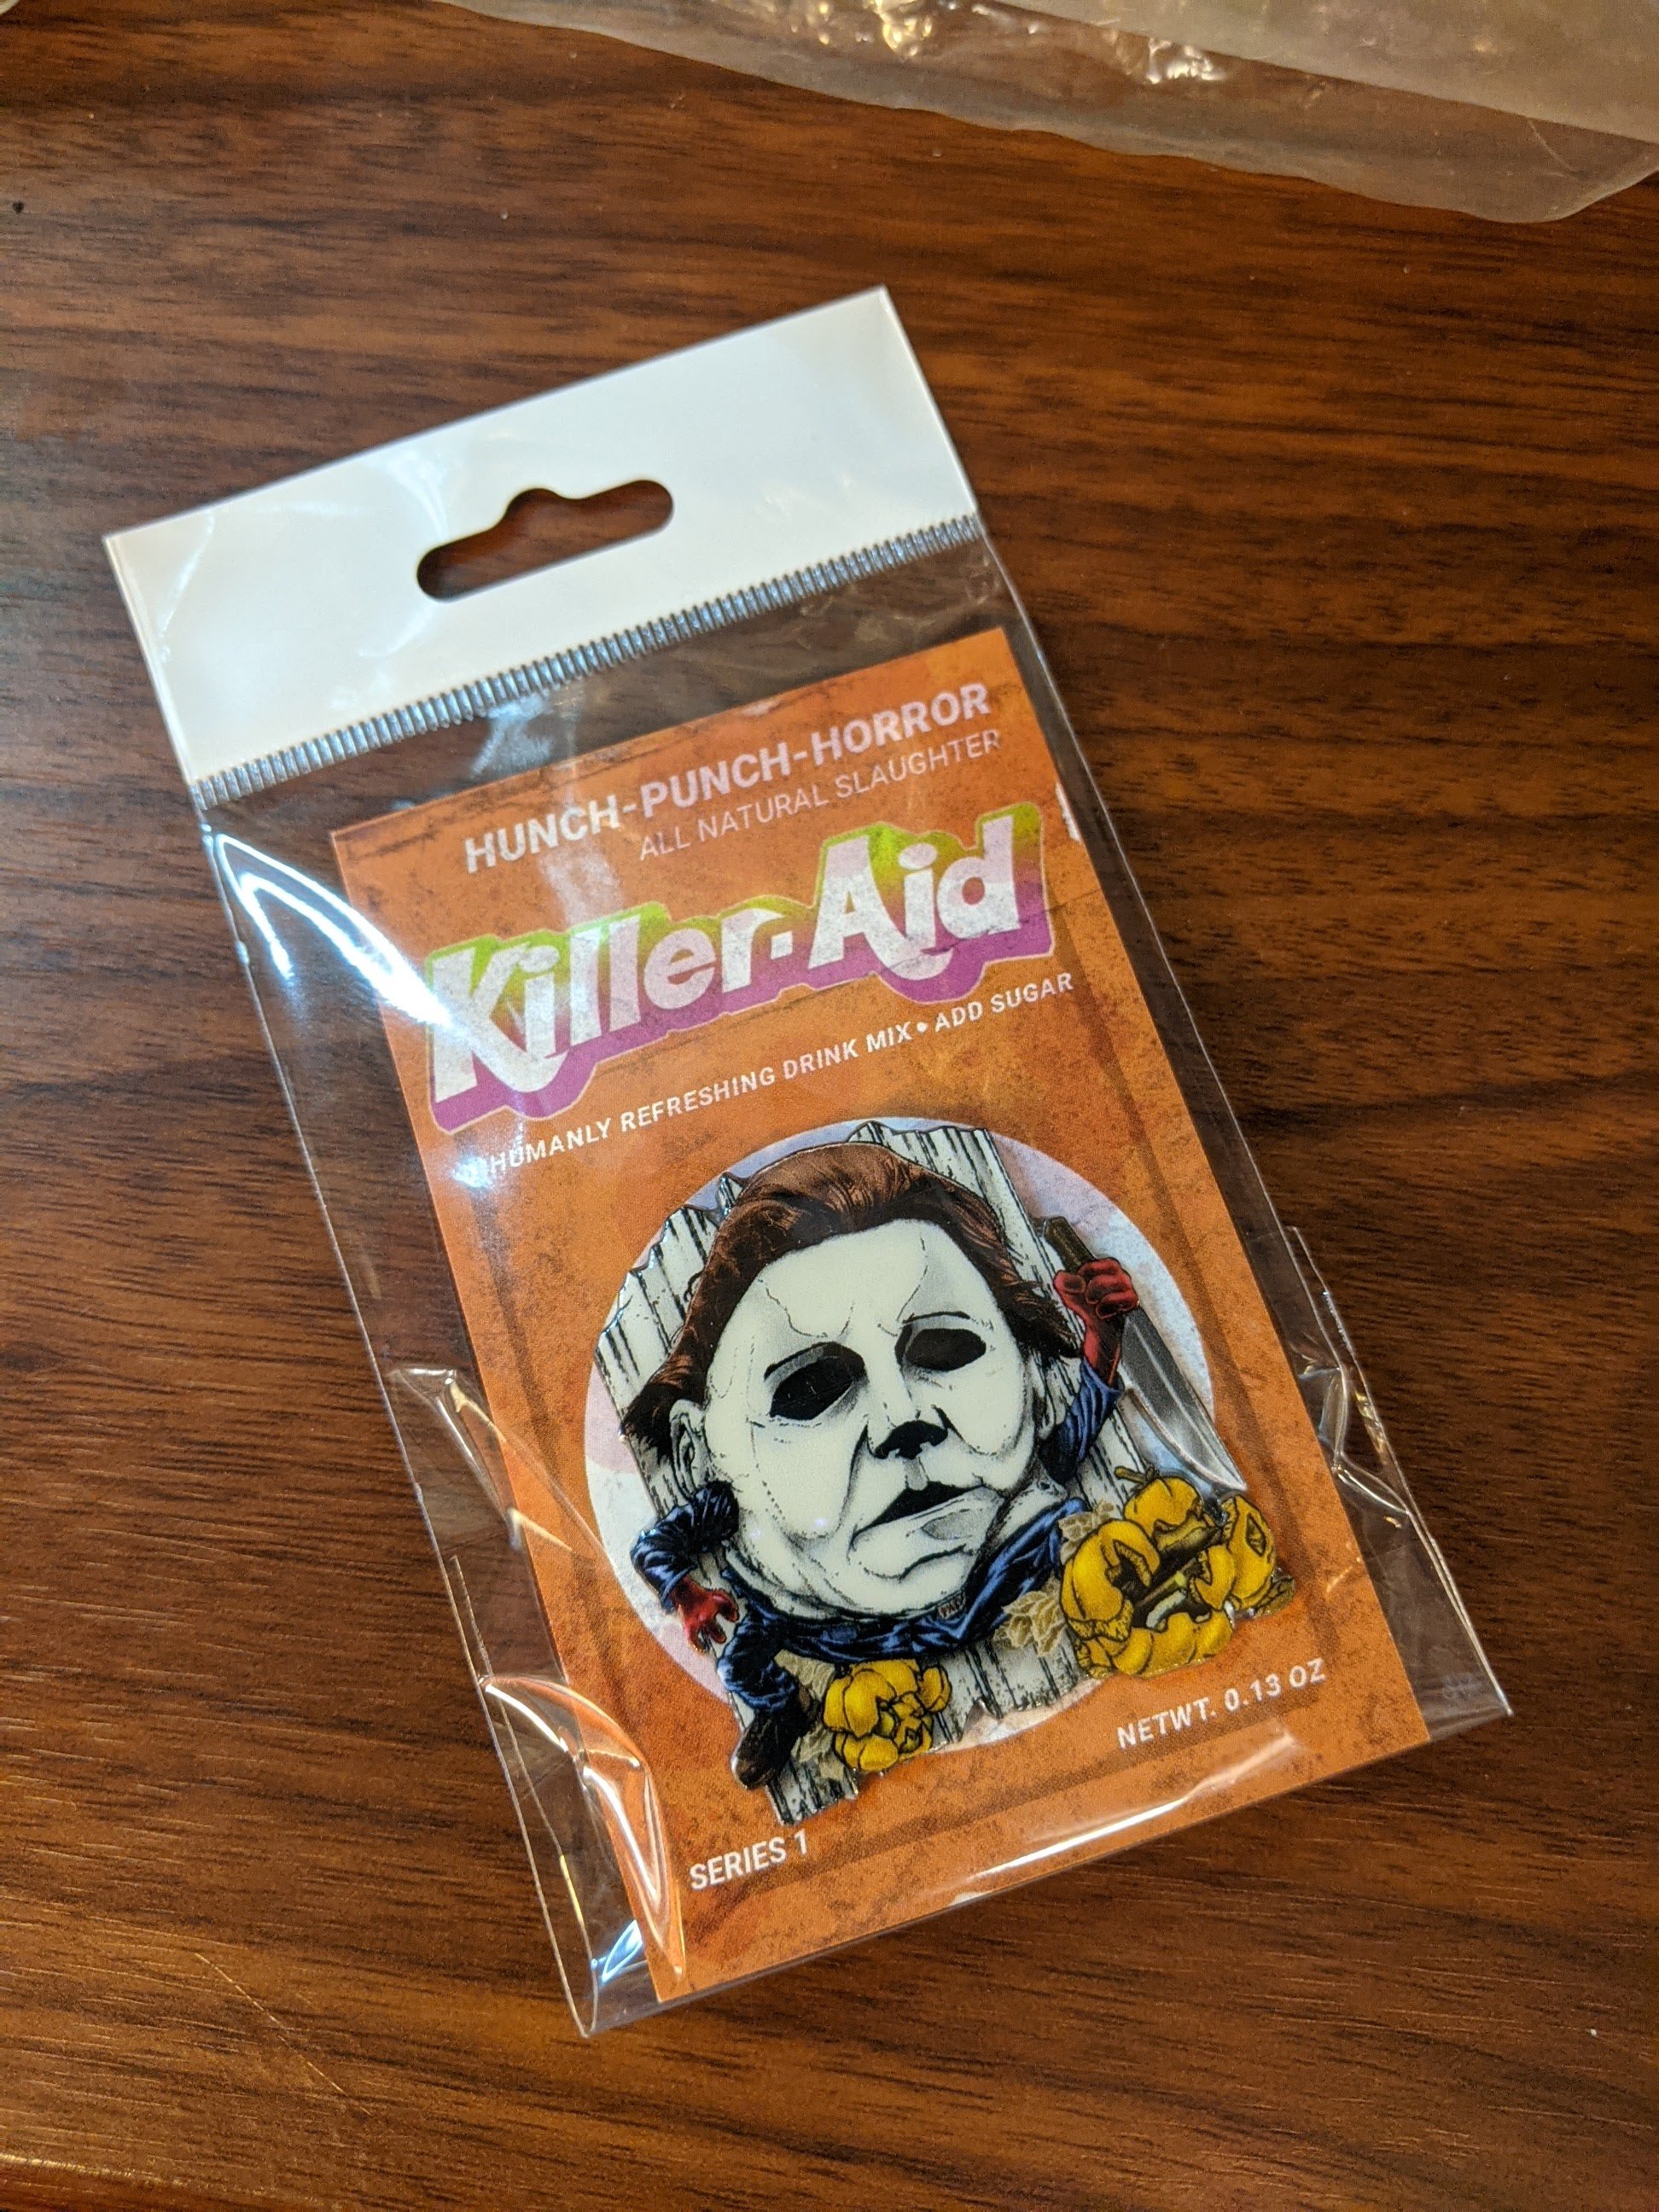 HUNCH-PUNCH-HORROR
ALL NATURAL SLAUGHTER
Killer-Aid
HUMANLY REFRESHING DRINK MIX • ADD SUGAR
NETWT. 0.13 OZ
SERIES 1